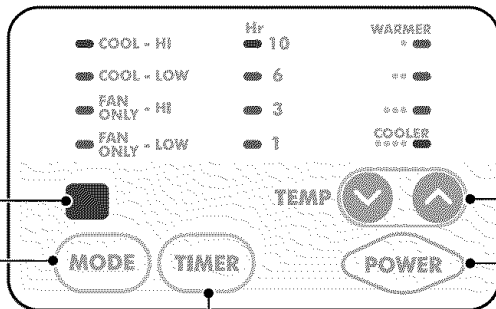 COOL - HI
COOL - LOW
FAN ONLY - HI
FAN ONLY - LOW
Hr
10
6
3
1
WARMER
*
**
***
COOLER
****
TEMP
MODE
TIMER
POWER